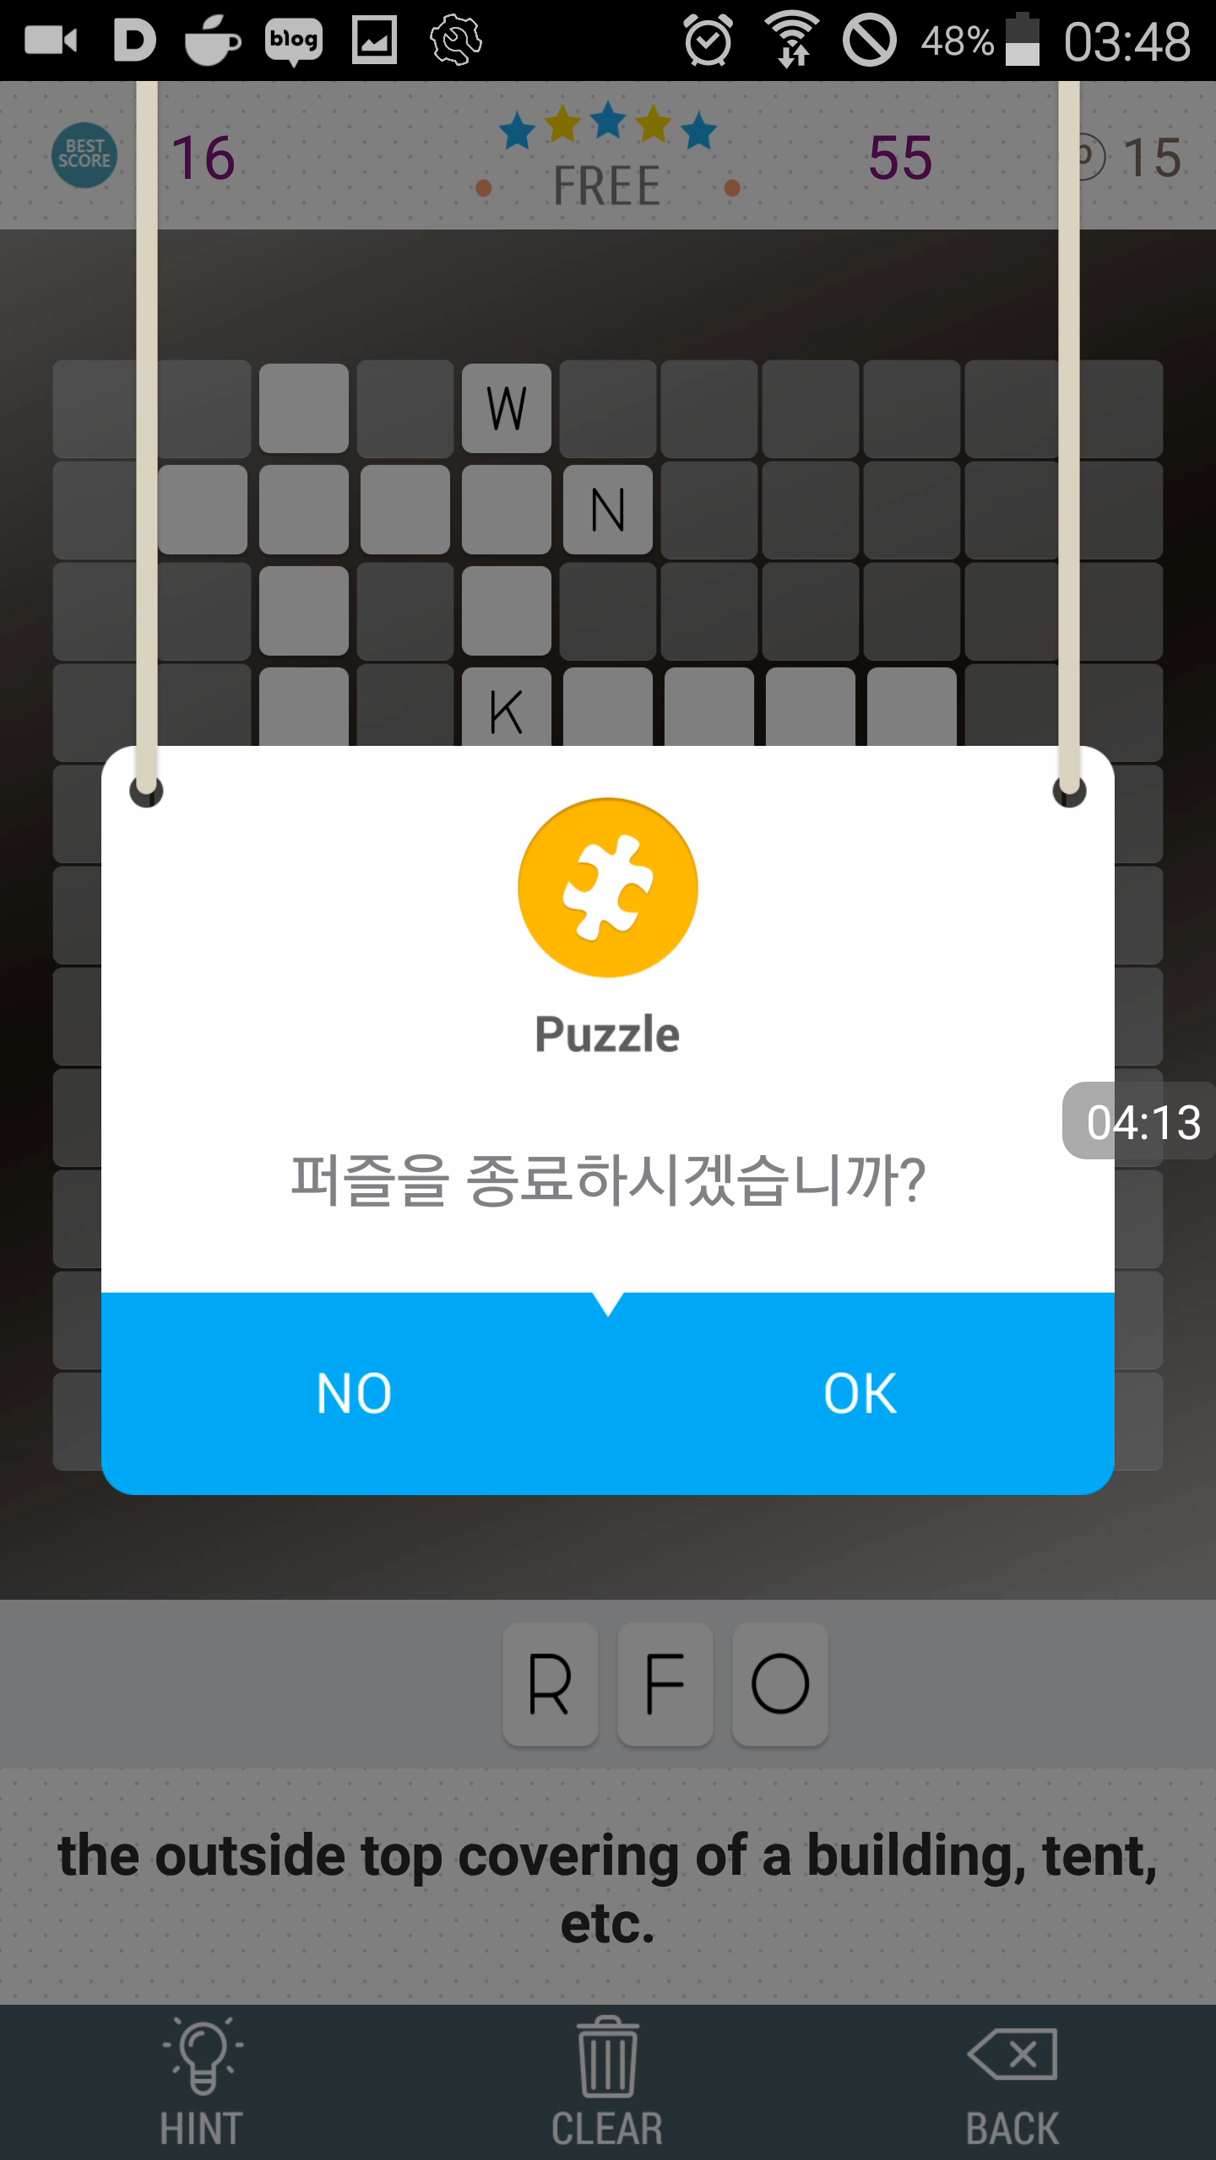 blog 48% 03:48
BEST SCORE 16 FREE 55 15
W
N
K
Puzzle
04:13
퍼즐을 종료하시겠습니까?
NO OK
R F O
the outside top covering of a building, tent,
etc.
HINT CLEAR BACK